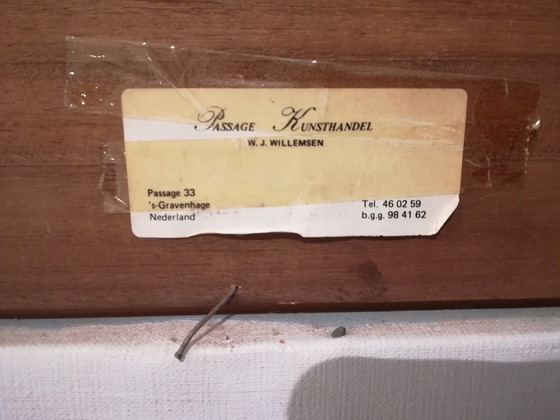 Passage Kunsthandel
W. J. WILLEMSEN
Passage 33
's-Gravenhage
Nederland
Tel. 46 02 59
b.g.g. 98 41 62